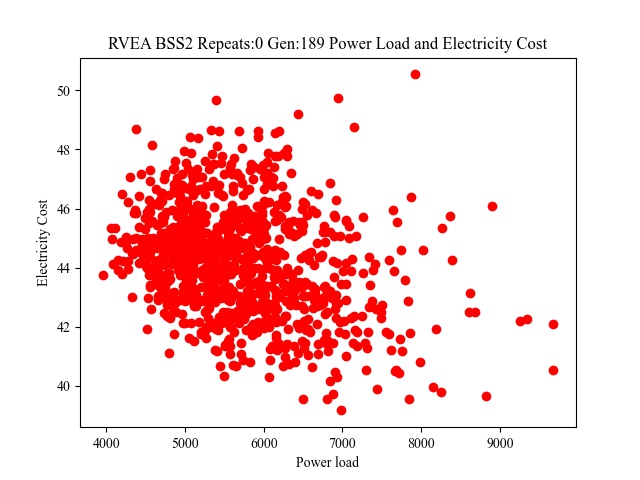 RVEA BSS2 Repeats:0 Gen:189 Power Load and Electricity Cost
50
48
46
44
42
40
Electricity Cost
4000 5000 6000 7000 8000 9000
Power load